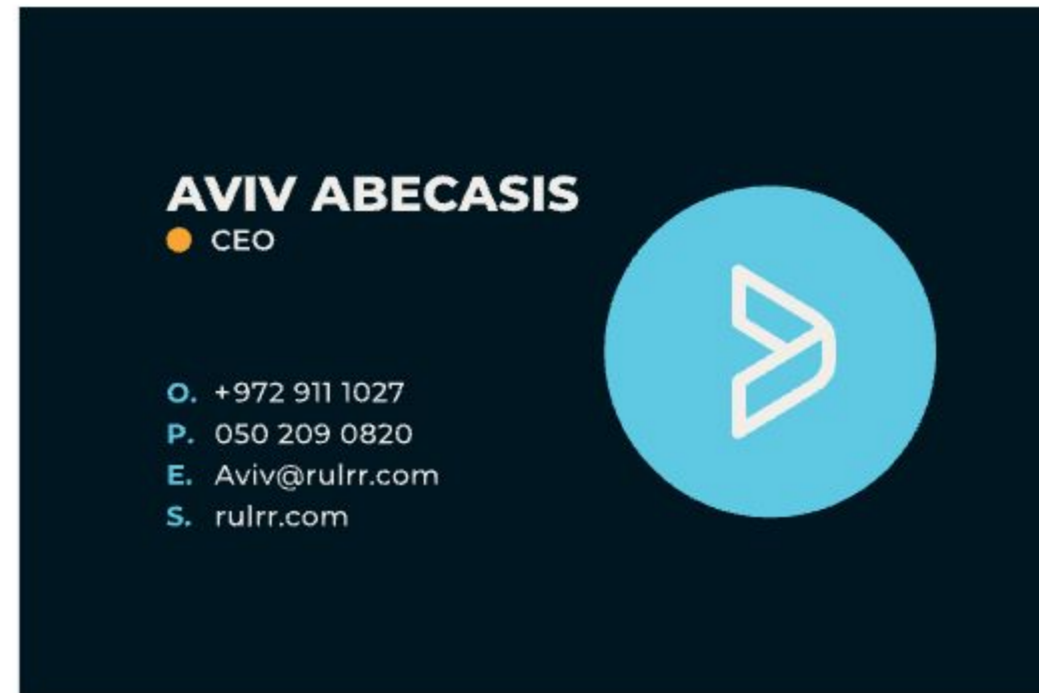 AVIV ABECASIS
CEO
O. +972 911 1027
P. 050 209 0820
E. Aviv@rulrr.com
S. rulrr.com